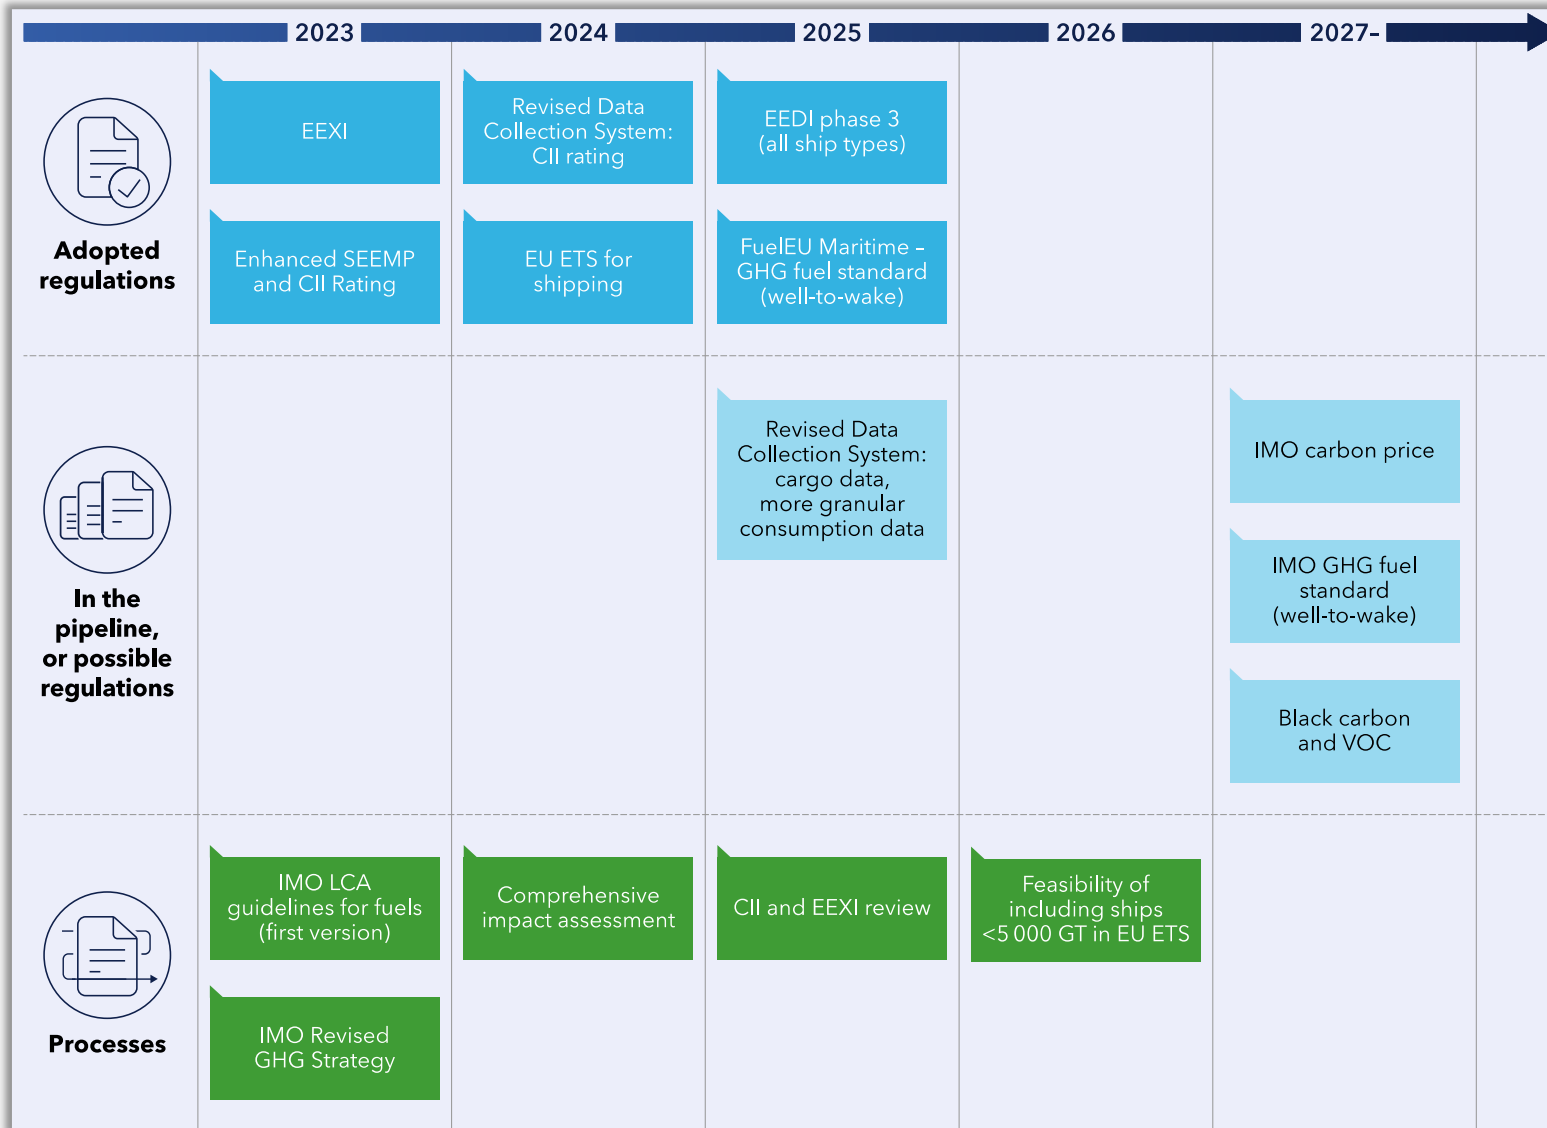 2023
2024
2025
2026
2027–
Adopted
regulations
EEXI
Revised Data
Collection System:
CII rating
EEDI phase 3
(all ship types)
Enhanced SEEMP
and CII Rating
EU ETS for
shipping
FuelEU Maritime –
GHG fuel standard
(well-to-wake)
In the
pipeline,
or possible
regulations
Revised Data
Collection System:
cargo data,
more granular
consumption data
IMO carbon price
IMO GHG fuel
standard
(well-to-wake)
Black carbon
and VOC
Processes
IMO LCA
guidelines for fuels
(first version)
Comprehensive
impact assessment
CII and EEXI review
Feasibility of
including ships
<5 000 GT in EU ETS
IMO Revised
GHG Strategy